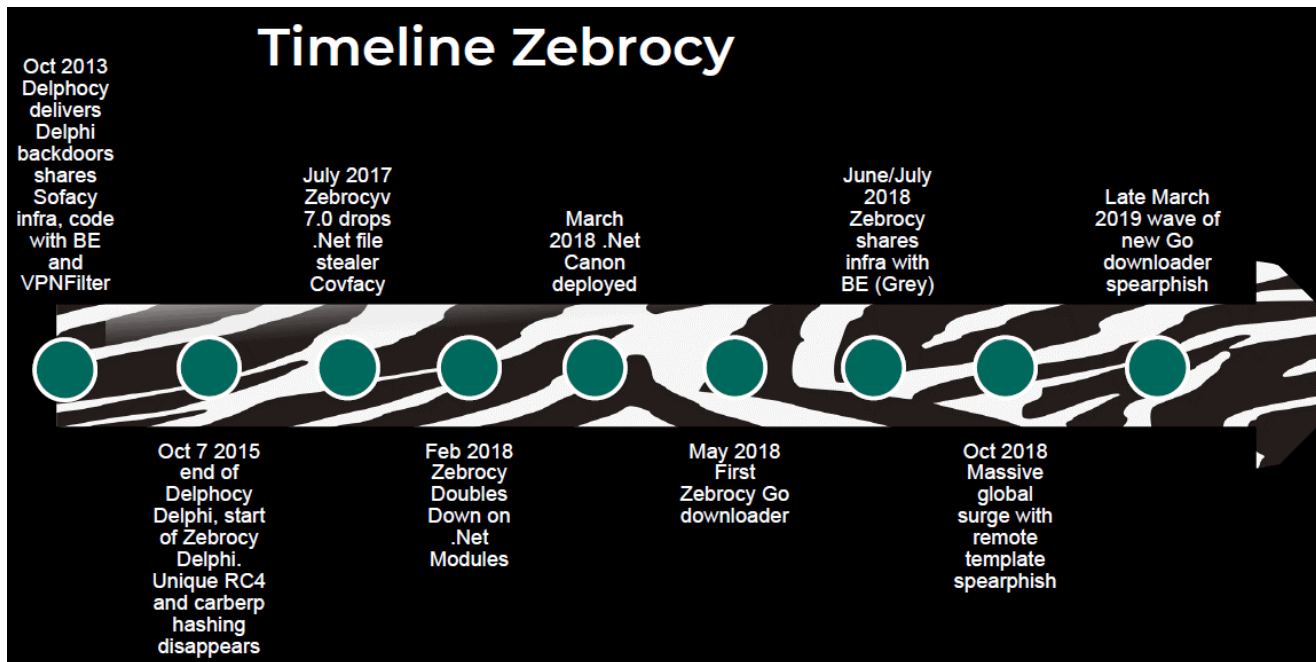 Timeline Zebrocy
Oct 2013
Delphocy
delivers
Delphi
backdoors
shares
Sofacy
infra, code
with BE
and
VPNFilter
Oct 7 2015
end of
Delphocy
Delphi, start
of Zebrocy
Delphi.
Unique RC4
and carberp
hashing
disappears
July 2017
Zebrocyv
7.0 drops
.Net file
stealer
Covfacy
Feb 2018
Zebrocy
Doubles
Down on
.Net
Modules
March
2018 .Net
Canon
deployed
May 2018
First
Zebrocy Go
downloader
June/July
2018
Zebrocy
shares
infra with
BE (Grey)
Oct 2018
Massive
global
surge with
remote
template
spearphish
Late March
2019 wave of
new Go
downloader
spearphish